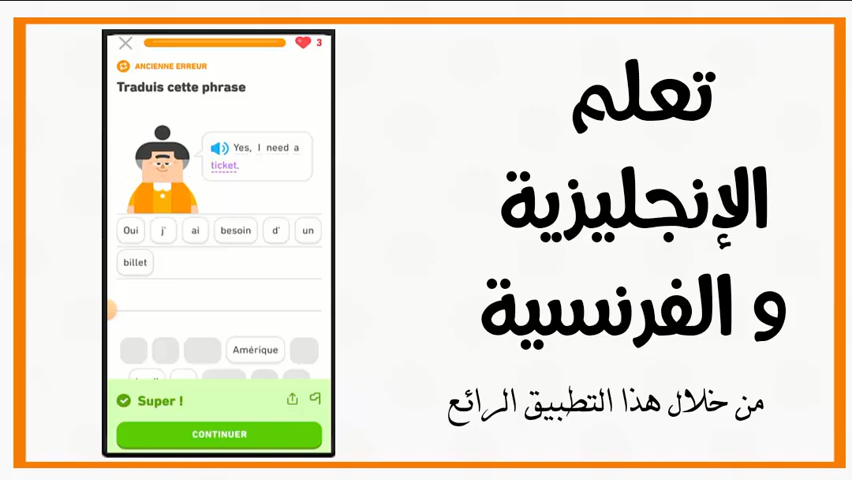 3
ANCIENNE ERREUR
Traduis cette phrase
Yes, I need a
ticket.
Oui j' ai besoin d' un
billet
Amérique
Super !
CONTINUER
تعلم
الإنجليزية
و الفرنسية
من خلال هذا التطبيق الرائع